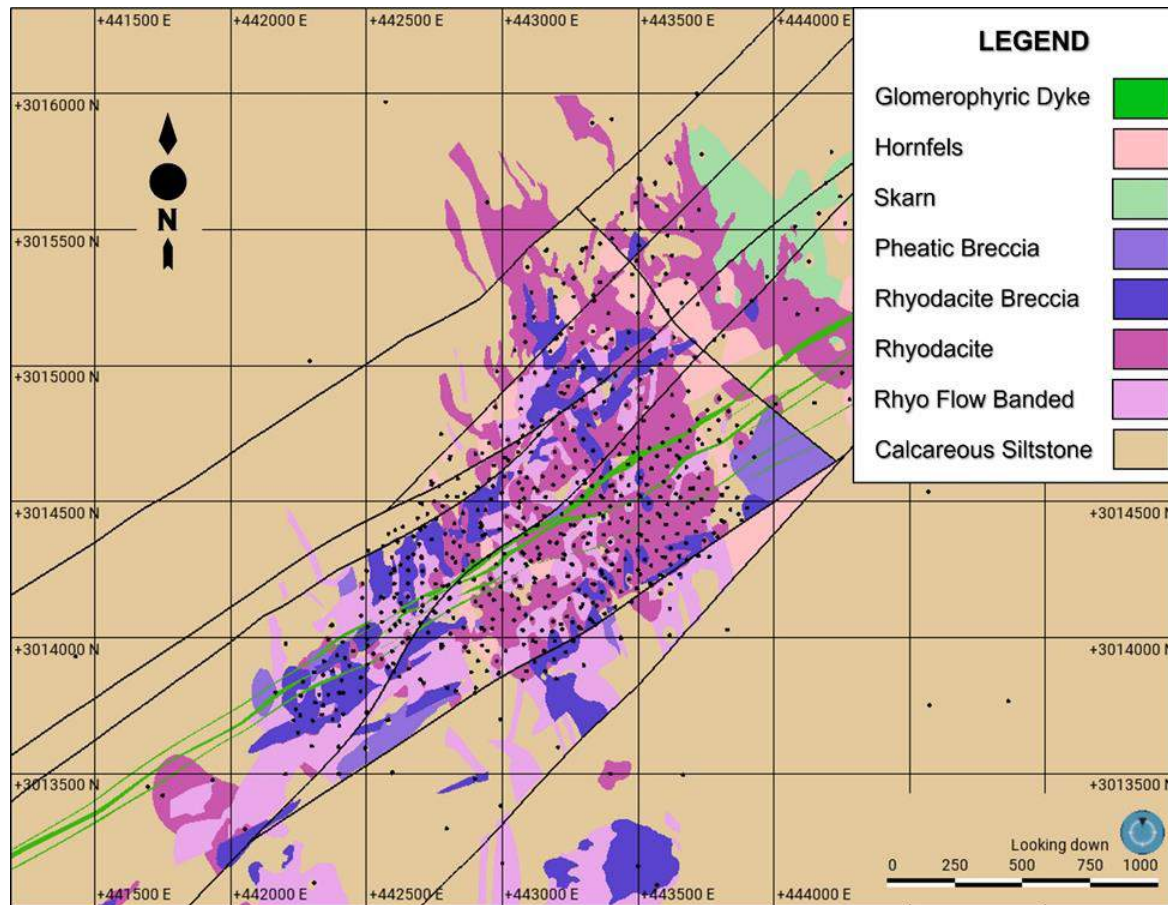 +441500 E
+442000 E
+442500 E
+443000 E
+443500 E
+444000 E
LEGEND
Glomerophyric Dyke
Hornfels
Skarn
Pheatic Breccia
Rhyodacite Breccia
Rhyodacite
Rhyo Flow Banded
Calcareous Siltstone
+3016000 N
N
+3015500 N
+3015000 N
+3014500 N
+3014500 N
+3014000 N
+3014000 N
+3013500 N
+3013500 N
Looking down
0 250 500 750 1000
+441500 E
+442000 E
+442500 E
+443000 E
+443500 E
+444000 E